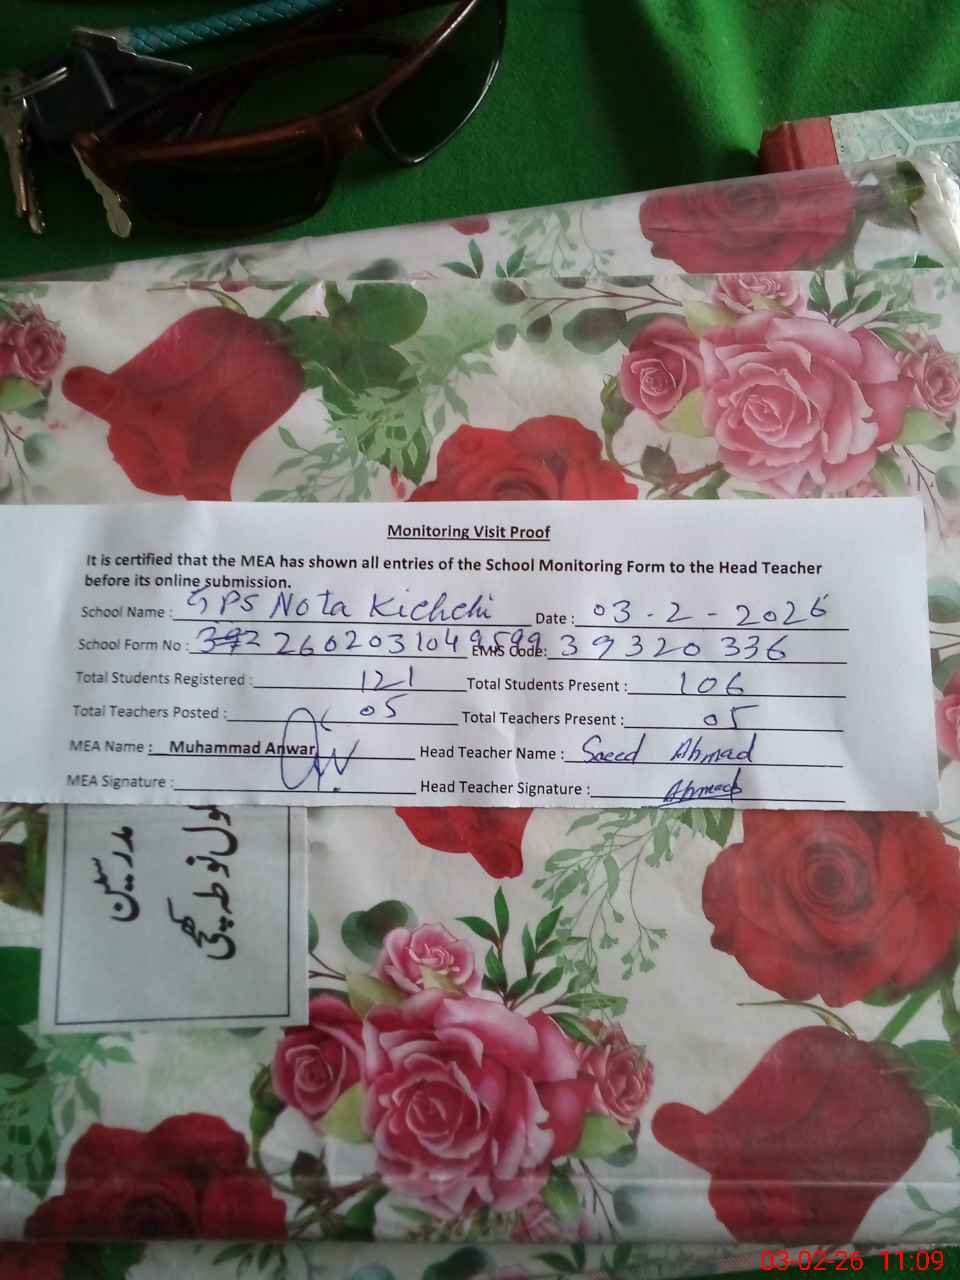 Monitoring Visit Proof
It is certified that the MEA has shown all entries of the School Monitoring Form to the Head Teacher
before its online submission.
School Name : GPS Nota Kichchi Date : 03-2-2026
School Form No : 2602031049599 EMIS Code: 39320336
Total Students Registered : 121 Total Students Present : 106
Total Teachers Posted : 05 Total Teachers Present : 05
MEA Name : Muhammad Anwar Head Teacher Name : Saeed Ahmad
MEA Signature : Head Teacher Signature : Ahmad
مدرسین
03-02-26 11:09